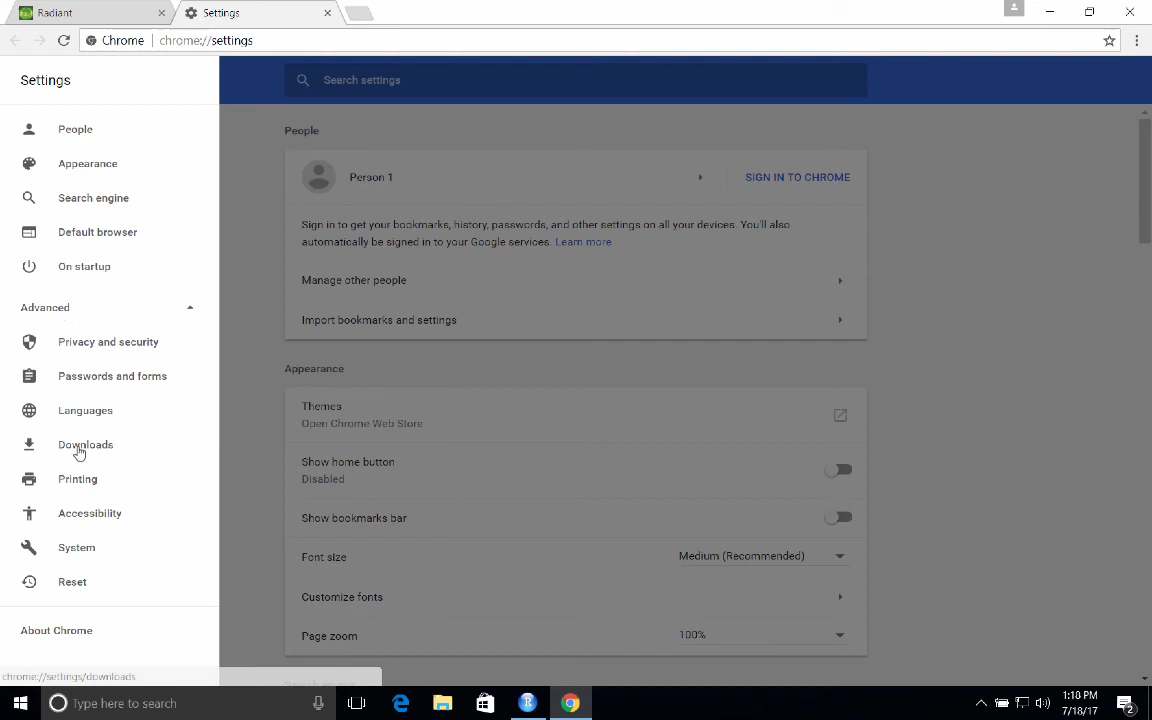 Radiant
Settings
Chrome
chrome://settings
Settings
People
Appearance
Search engine
Default browser
On startup
Advanced
Privacy and security
Passwords and forms
Languages
Downloads
Printing
Accessibility
System
Reset
About Chrome
chrome://settings/downloads
Search settings
People
Person 1
SIGN IN TO CHROME
Sign in to get your bookmarks, history, passwords, and other settings on all your devices. You'll also
automatically be signed in to your Google services. Learn more
Manage other people
Import bookmarks and settings
Appearance
Themes
Open Chrome Web Store
Show home button
Disabled
Show bookmarks bar
Font size
Medium (Recommended)
Customize fonts
Page zoom
100%
Type here to search
1:18 PM
7/18/17
2